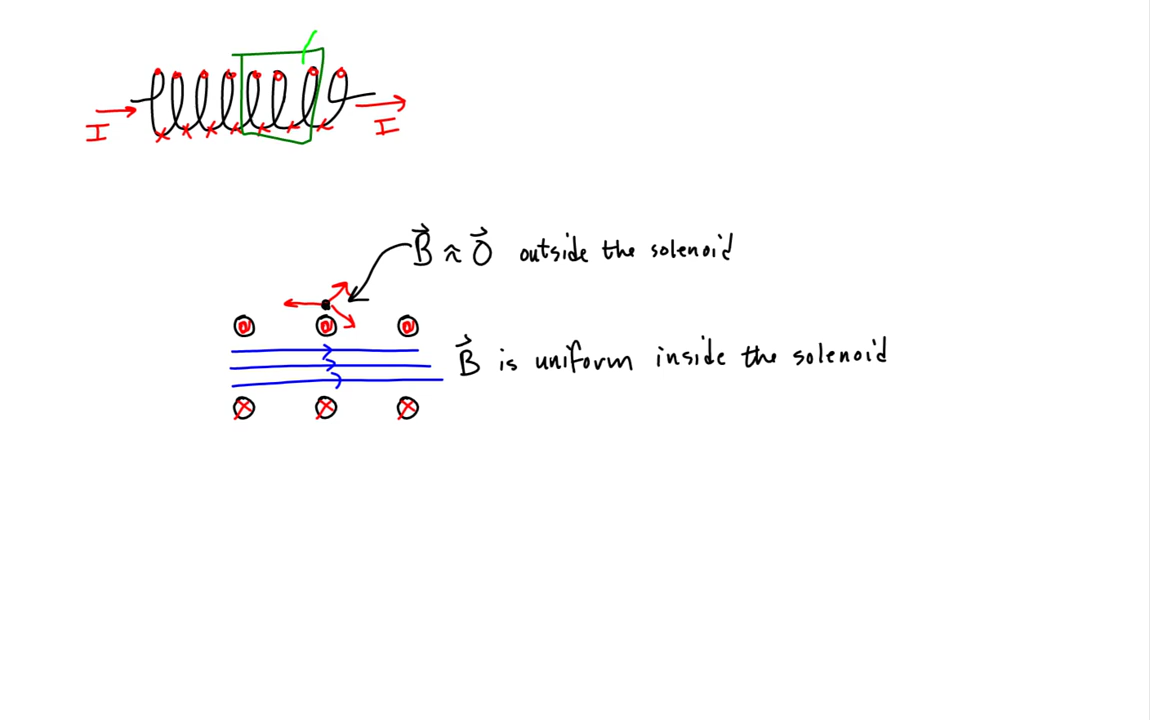 I
I
B⃗ ≈ 0⃗ outside the solenoid
B⃗ is uniform inside the solenoid